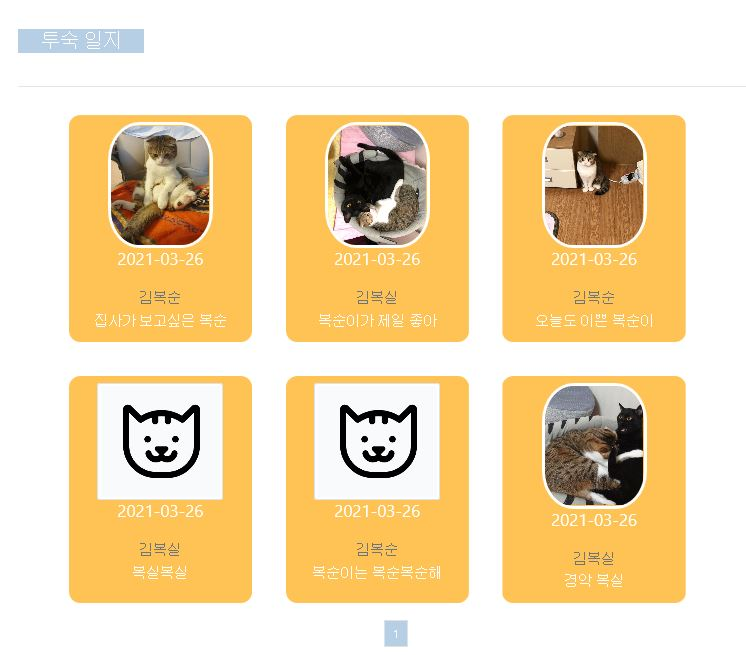 투숙 일지
2021-03-26
김복순
집사가 보고싶은 복순
2021-03-26
김복실
복순이가 제일 좋아
2021-03-26
김복순
오늘도 이쁜 복순이
2021-03-26
김복실
복실복실
2021-03-26
김복순
복순이는 복순복순해
2021-03-26
김복실
경악 복실
1